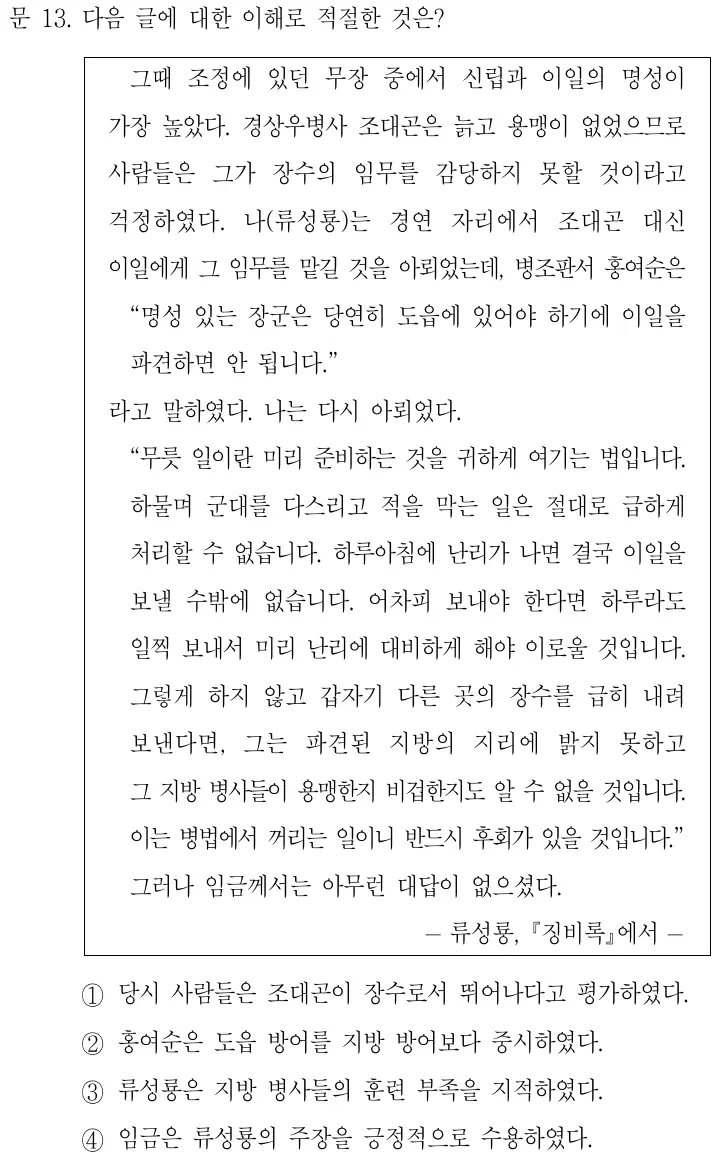 문 13. 다음 글에 대한 이해로 적절한 것은?
그때 조정에 있던 무장 중에서 신립과 이일의 명성이
가장 높았다. 경상우병사 조대곤은 늙고 용맹이 없었으므로
사람들은 그가 장수의 임무를 감당하지 못할 것이라고
걱정하였다. 나(류성룡)는 경연 자리에서 조대곤 대신
이일에게 그 임무를 맡길 것을 아뢰었는데, 병조판서 홍여순은
“명성 있는 장군은 당연히 도읍에 있어야 하기에 이일을
파견하면 안 됩니다.”
라고 말하였다. 나는 다시 아뢰었다.
“무릇 일이란 미리 준비하는 것을 귀하게 여기는 법입니다.
하물며 군대를 다스리고 적을 막는 일은 절대로 급하게
처리할 수 없습니다. 하루아침에 난리가 나면 결국 이일을
보낼 수밖에 없습니다. 어차피 보내야 한다면 하루라도
일찍 보내서 미리 난리에 대비하게 해야 이로울 것입니다.
그렇게 하지 않고 갑자기 다른 곳의 장수를 급히 내려
보낸다면, 그는 파견된 지방의 지리에 밝지 못하고
그 지방 병사들이 용맹한지 비겁한지도 알 수 없을 것입니다.
이는 병법에서 꺼리는 일이니 반드시 후회가 있을 것입니다.”
그러나 임금께서는 아무런 대답이 없으셨다.
– 류성룡, 『징비록』에서 –
① 당시 사람들은 조대곤이 장수로서 뛰어나다고 평가하였다.
② 홍여순은 도읍 방어를 지방 방어보다 중시하였다.
③ 류성룡은 지방 병사들의 훈련 부족을 지적하였다.
④ 임금은 류성룡의 주장을 긍정적으로 수용하였다.